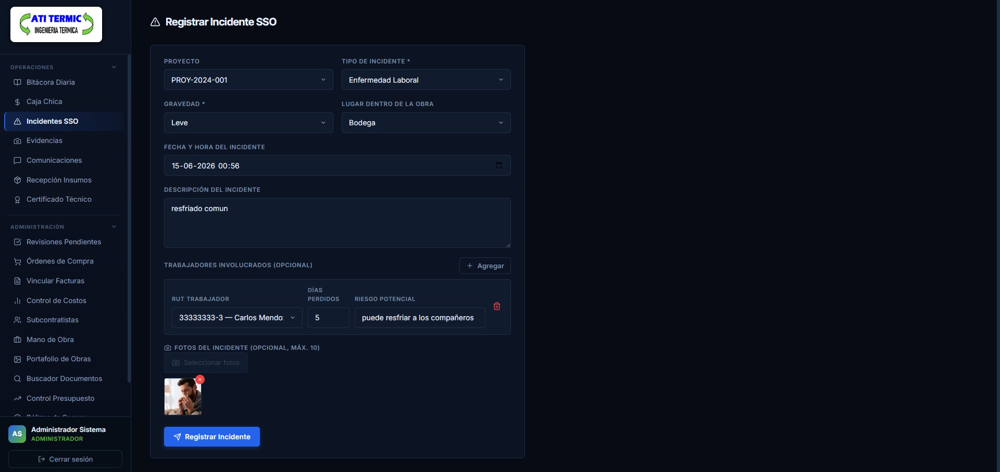 ATI TERMIC
INGENIERIA TERMICA
OPERACIONES
Bitácora Diaria
Caja Chica
Incidentes SSO
Evidencias
Comunicaciones
Recepción Insumos
Certificado Técnico
ADMINISTRACIÓN
Revisiones Pendientes
Órdenes de Compra
Vincular Facturas
Control de Costos
Subcontratistas
Mano de Obra
Portafolio de Obras
Buscador Documentos
Control Presupuesto
AS
Administrador Sistema
ADMINISTRADOR
Cerrar sesión
Registrar Incidente SSO
PROYECTO
PROY-2024-001
TIPO DE INCIDENTE *
Enfermedad Laboral
GRAVEDAD *
Leve
LUGAR DENTRO DE LA OBRA
Bodega
FECHA Y HORA DEL INCIDENTE
15-06-2026 00:56
DESCRIPCIÓN DEL INCIDENTE
resfriado comun
TRABAJADORES INVOLUCRADOS (OPCIONAL)
Agregar
RUT TRABAJADOR
33333333-3 — Carlos Mendo
DÍAS
PERDIDOS
5
RIESGO POTENCIAL
puede resfriar a los compañeros
FOTOS DEL INCIDENTE (OPCIONAL, MÁX. 10)
Seleccionar fotos
Registrar Incidente